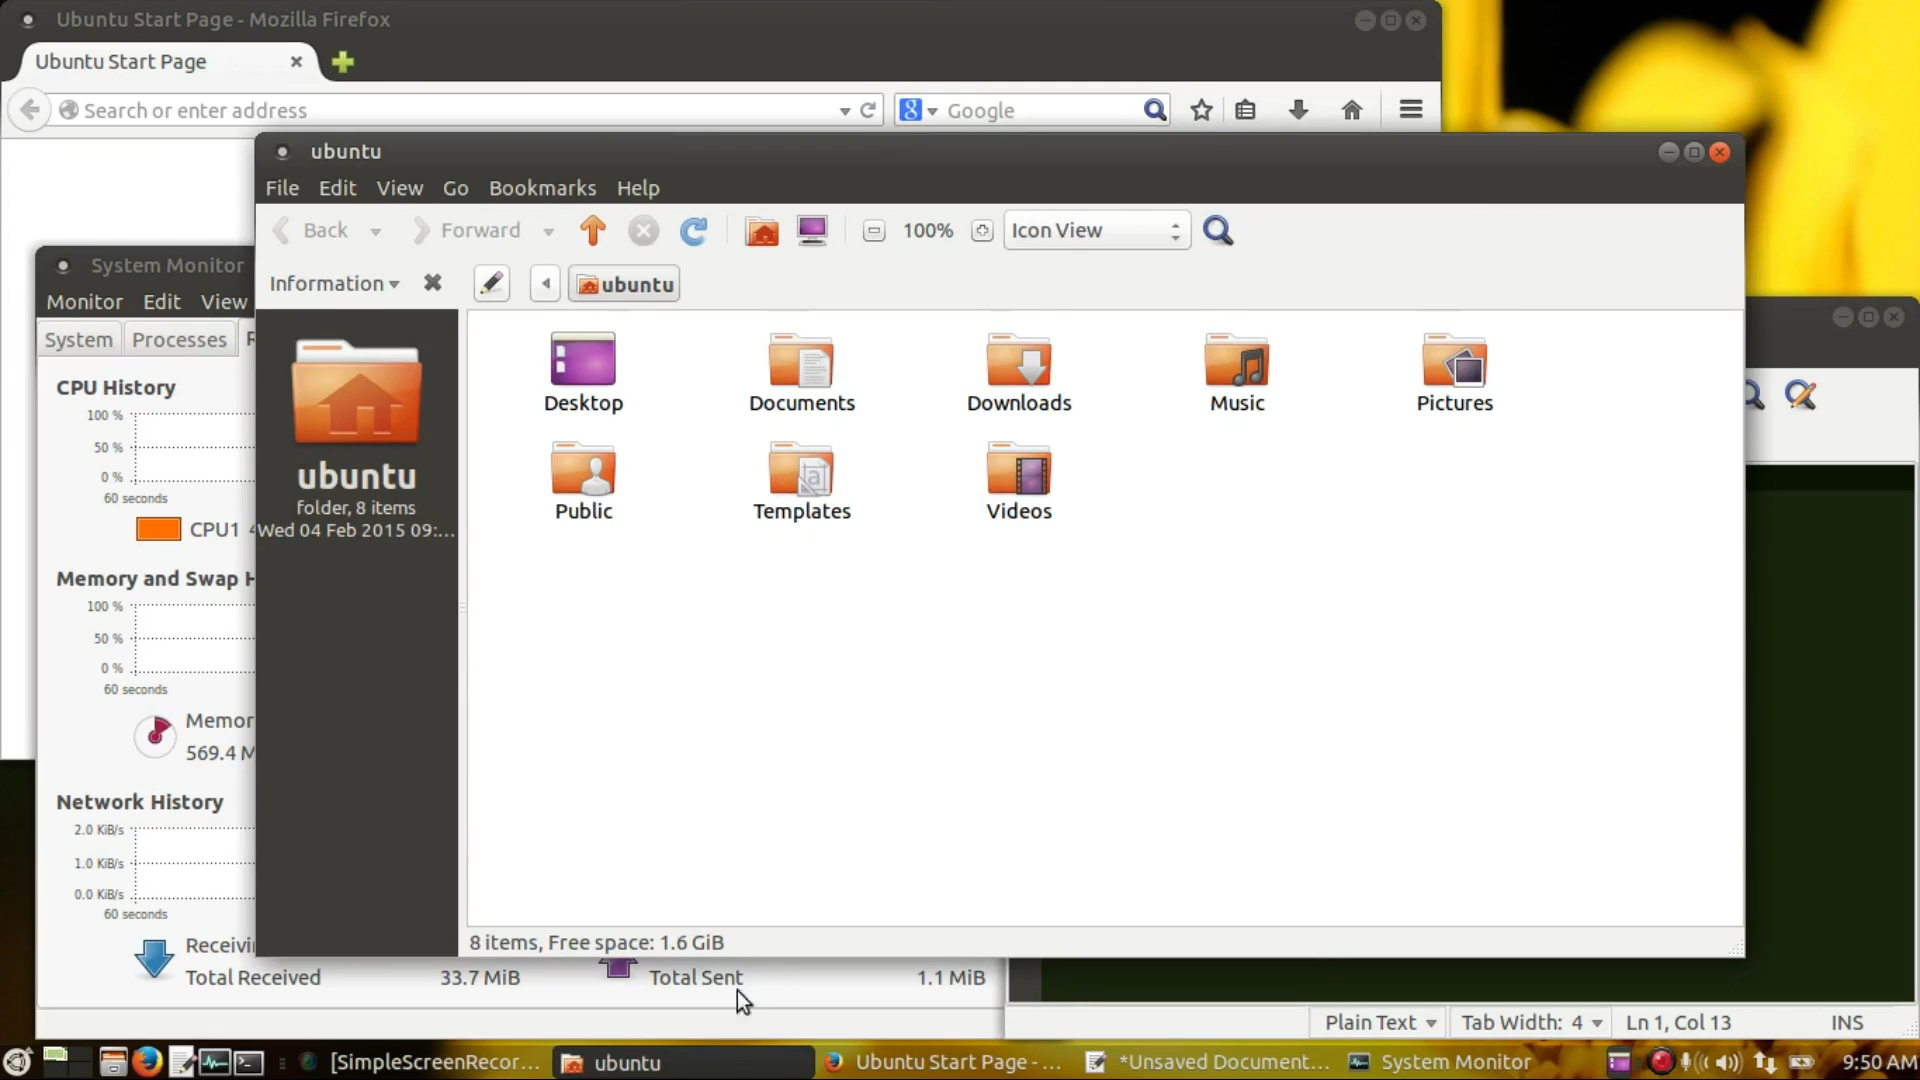 Ubuntu Start Page - Mozilla Firefox
Ubuntu Start Page
Search or enter address
Google
ubuntu
File Edit View Go Bookmarks Help
Back Forward 100% Icon View
Information ubuntu
System Monitor
Monitor Edit View
System Processes
CPU History
100 %
50 %
0 %
60 seconds
CPU1
Memory and Swap
100 %
50 %
0 %
60 seconds
569.4
Network History
2.0 KiB/s
1.0 KiB/s
0.0 KiB/s
60 seconds
Total Received 33.7 MiB
Total Sent 1.1 MiB
ubuntu
folder, 8 items
Wed 04 Feb 2015 09:...
Desktop Documents Downloads Music Pictures
Public Templates Videos
8 items, Free space: 1.6 GiB
Plain Text Tab Width: 4 Ln 1, Col 13 INS
[SimpleScreenRecor... ubuntu Ubuntu Start Page - ... *Unsaved Document... System Monitor 9:50 AM